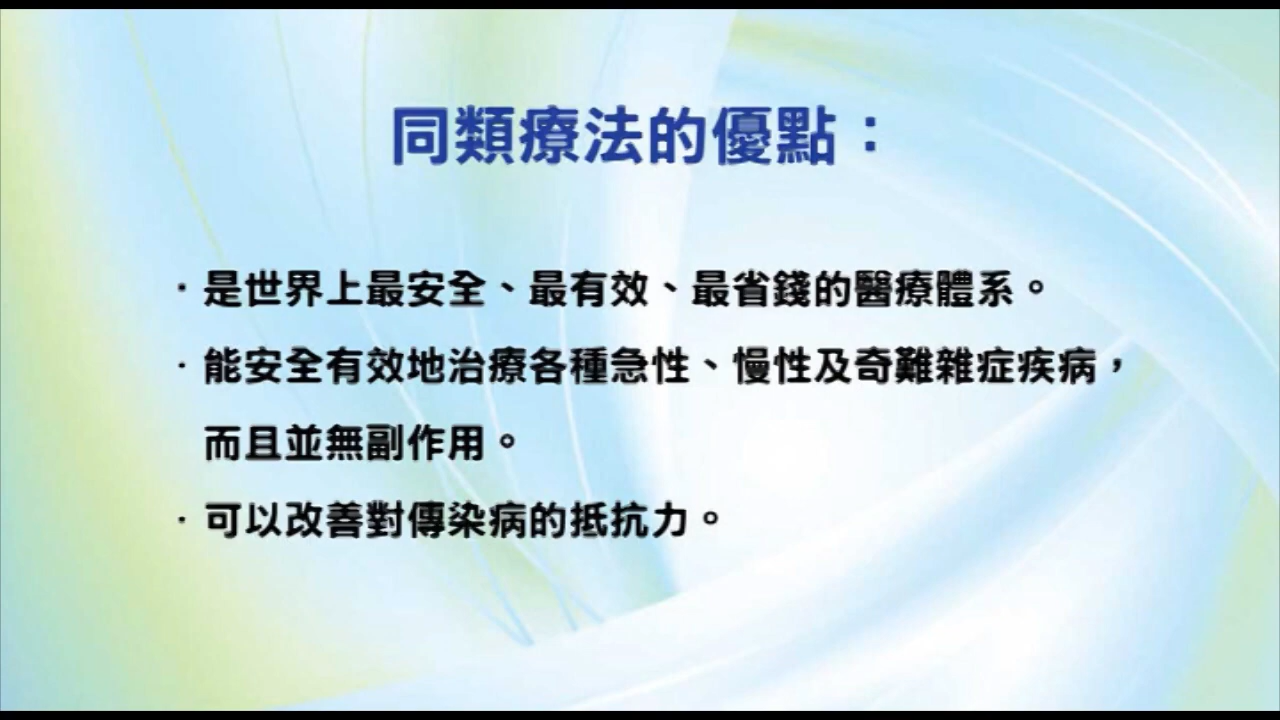 同類療法的優點：
·是世界上最安全、最有效、最省錢的醫療體系。
·能安全有效地治療各種急性、慢性及奇難雜症疾病，
而且並無副作用。
·可以改善對傳染病的抵抗力。